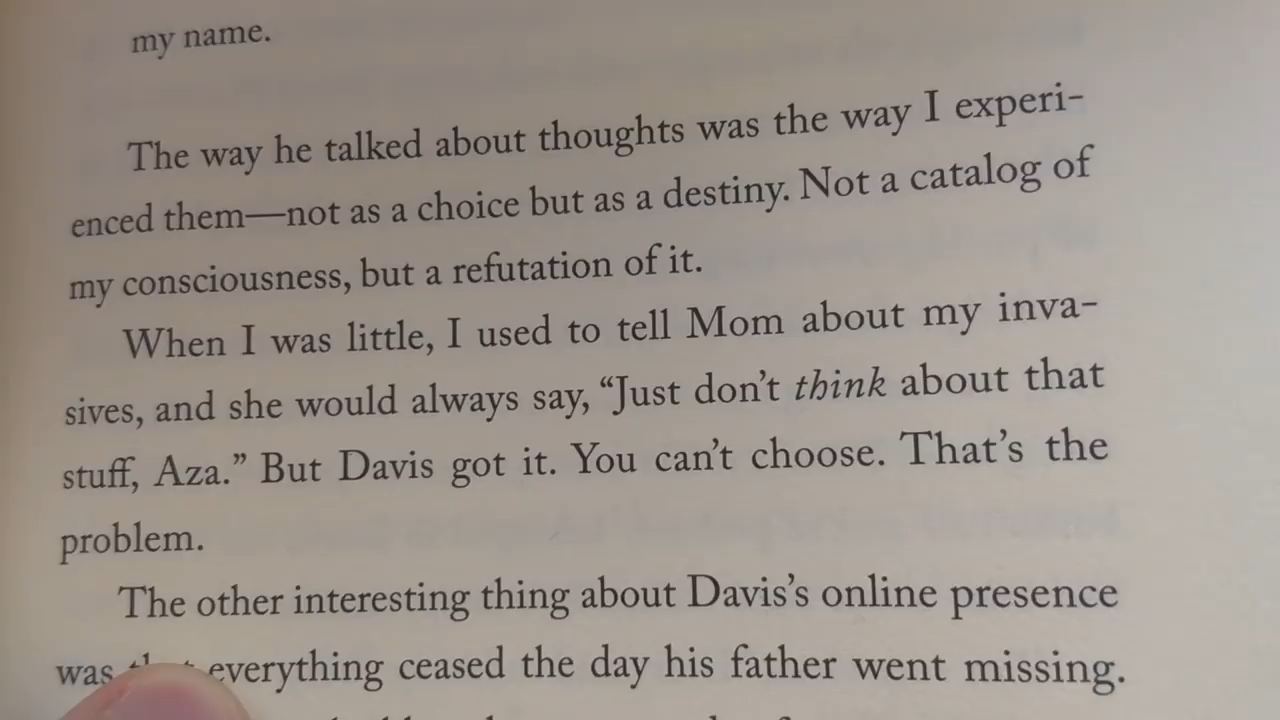 my name.
The way he talked about thoughts was the way I experi-
enced them—not as a choice but as a destiny. Not a catalog of
my consciousness, but a refutation of it.
When I was little, I used to tell Mom about my inva-
sives, and she would always say, “Just don’t think about that
stuff, Aza.” But Davis got it. You can’t choose. That’s the
problem.
The other interesting thing about Davis’s online presence
was everything ceased the day his father went missing.